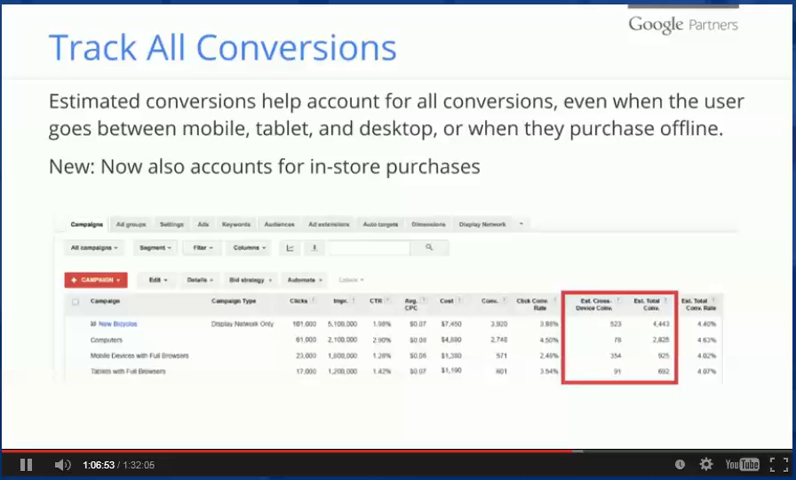 Google Partners
Track All Conversions
Estimated conversions help account for all conversions, even when the user
goes between mobile, tablet, and desktop, or when they purchase offline.
New: Now also accounts for in-store purchases
Campaigns Ad groups Settings Ads Keywords Audiences Ad extensions Auto targets Dimensions Display Network
All campaigns Segment Filter Columns
+ CAMPAIGN Edit Details Bid strategy Automate Labels
Campaign Campaign Type Clicks Impr. CTR Avg. CPC Cost Conv. Click Conv. Rate Est. Cross-Device Conv. Est. Total Conv. Est. Total Conv. Rate
New Bicycles Display Network Only 101,000 5,100,000 1.98% $0.07 $7,450 3,920 3.88% 523 4,443 4.40%
Computers 61,000 2,100,000 2.90% $0.08 2,748 4.50% 78 2,826 4.63%
Mobile Devices with Full Browsers 23,000 $0.06 $1,380 571 2.48% 354 925 4.02%
Tablets with Full Browsers 17,000 1,200,000 1.42% $0.07 $1,190 601 3.54% 91 692 4.07%
1:06:53 / 1:32:05
YouTube